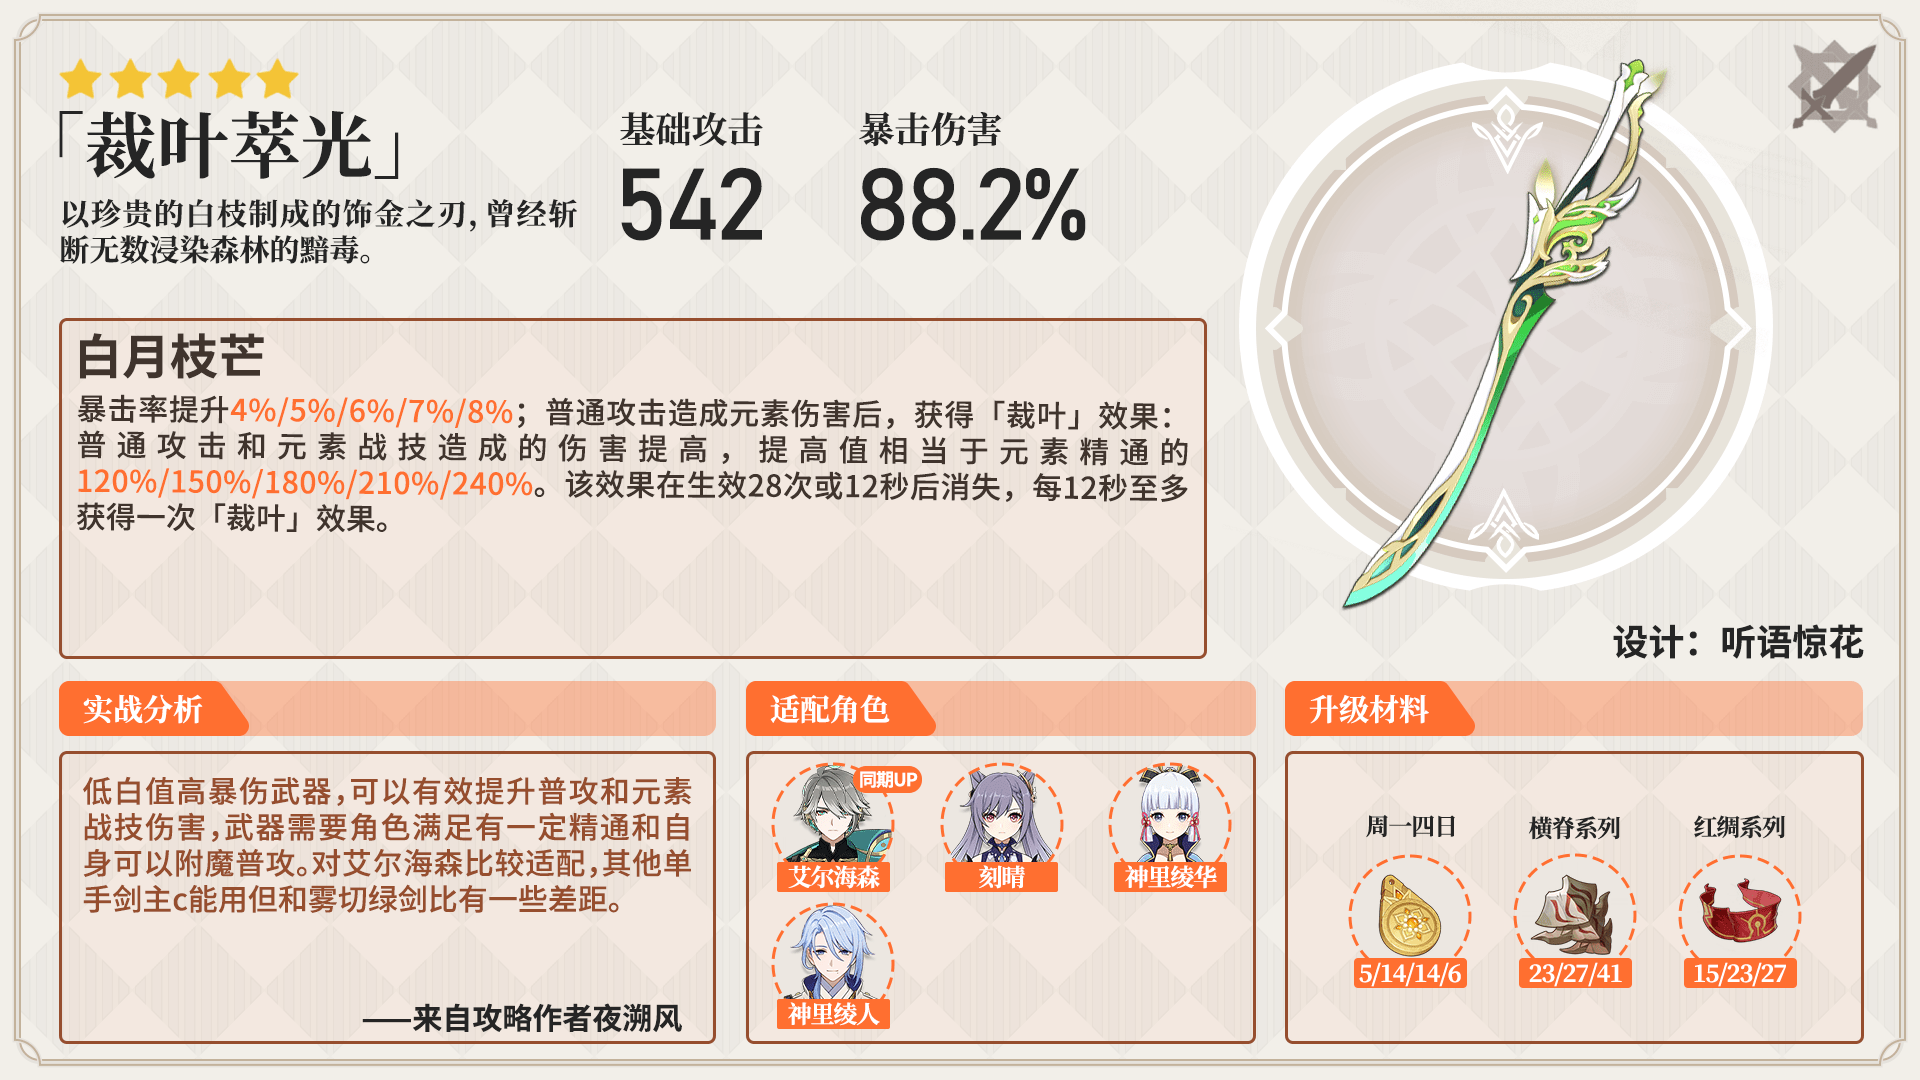 「裁叶萃光」
以珍贵的白枝制成的饰金之刃，曾经斩
断无数浸染森林的黯毒。
基础攻击
542
暴击伤害
88.2%
白月枝芒
暴击率提升4%/5%/6%/7%/8%；普通攻击造成元素伤害后，获得「裁叶」效果：
普通攻击和元素战技造成的伤害提高，提高值相当于元素精通的
120%/150%/180%/210%/240%。该效果在生效28次或12秒后消失，每12秒至多
获得一次「裁叶」效果。
设计：听语惊花
实战分析
低白值高暴伤武器，可以有效提升普攻和元素
战技伤害，武器需要角色满足有一定精通和自
身可以附魔普攻。对艾尔海森比较适配，其他单
手剑主c能用但和雾切绿剑比有一些差距。
——来自攻略作者夜溯风
适配角色
同期UP
艾尔海森
刻晴
神里绫华
神里绫人
升级材料
周一四日
横脊系列
红绸系列
5/14/14/6
23/27/41
15/23/27